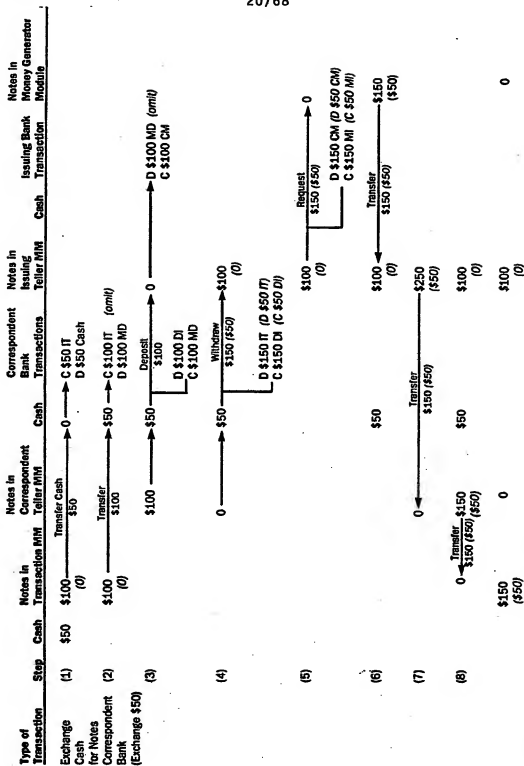 20/68
Type of Transaction Step Cash Notes in Transaction MM Notes in Correspondent Teller MM Cash Correspondent Bank Transactions Notes in Issuing Teller MM Cash Issuing Bank Transaction Notes in Money Generator Module
Exchange Cash for Notes Correspondent Bank (Exchange $50)
(1) $50 $100 (0) Transfer Cash $50 0 C $50 IT
D $50 Cash
(2) $100 (0) Transfer $100 $50 C $100 IT (omit)
D $100 MD
(3) $100 $50 Deposit $100 0 D $100 MD (omit)
C $100 CM
D $100 DI
C $100 MD
(4) 0 $50 Withdraw $150 ($50) $100 (0)
D $150 IT (D $50 IT)
C $150 DI (C $50 DI)
(5) $100 (0) Request $150 ($50) 0
D $150 CM (D $50 CM)
C $150 MI (C $50 MI)
(6) $50 $100 (0) Transfer $150 ($50) $150 ($50)
(7) 0 Transfer $150 ($50) $250 ($50)
(8) 0 Transfer $150 ($50) $150 ($50) $50 $100 (0)
$150 ($50) 0 $100 (0) 0